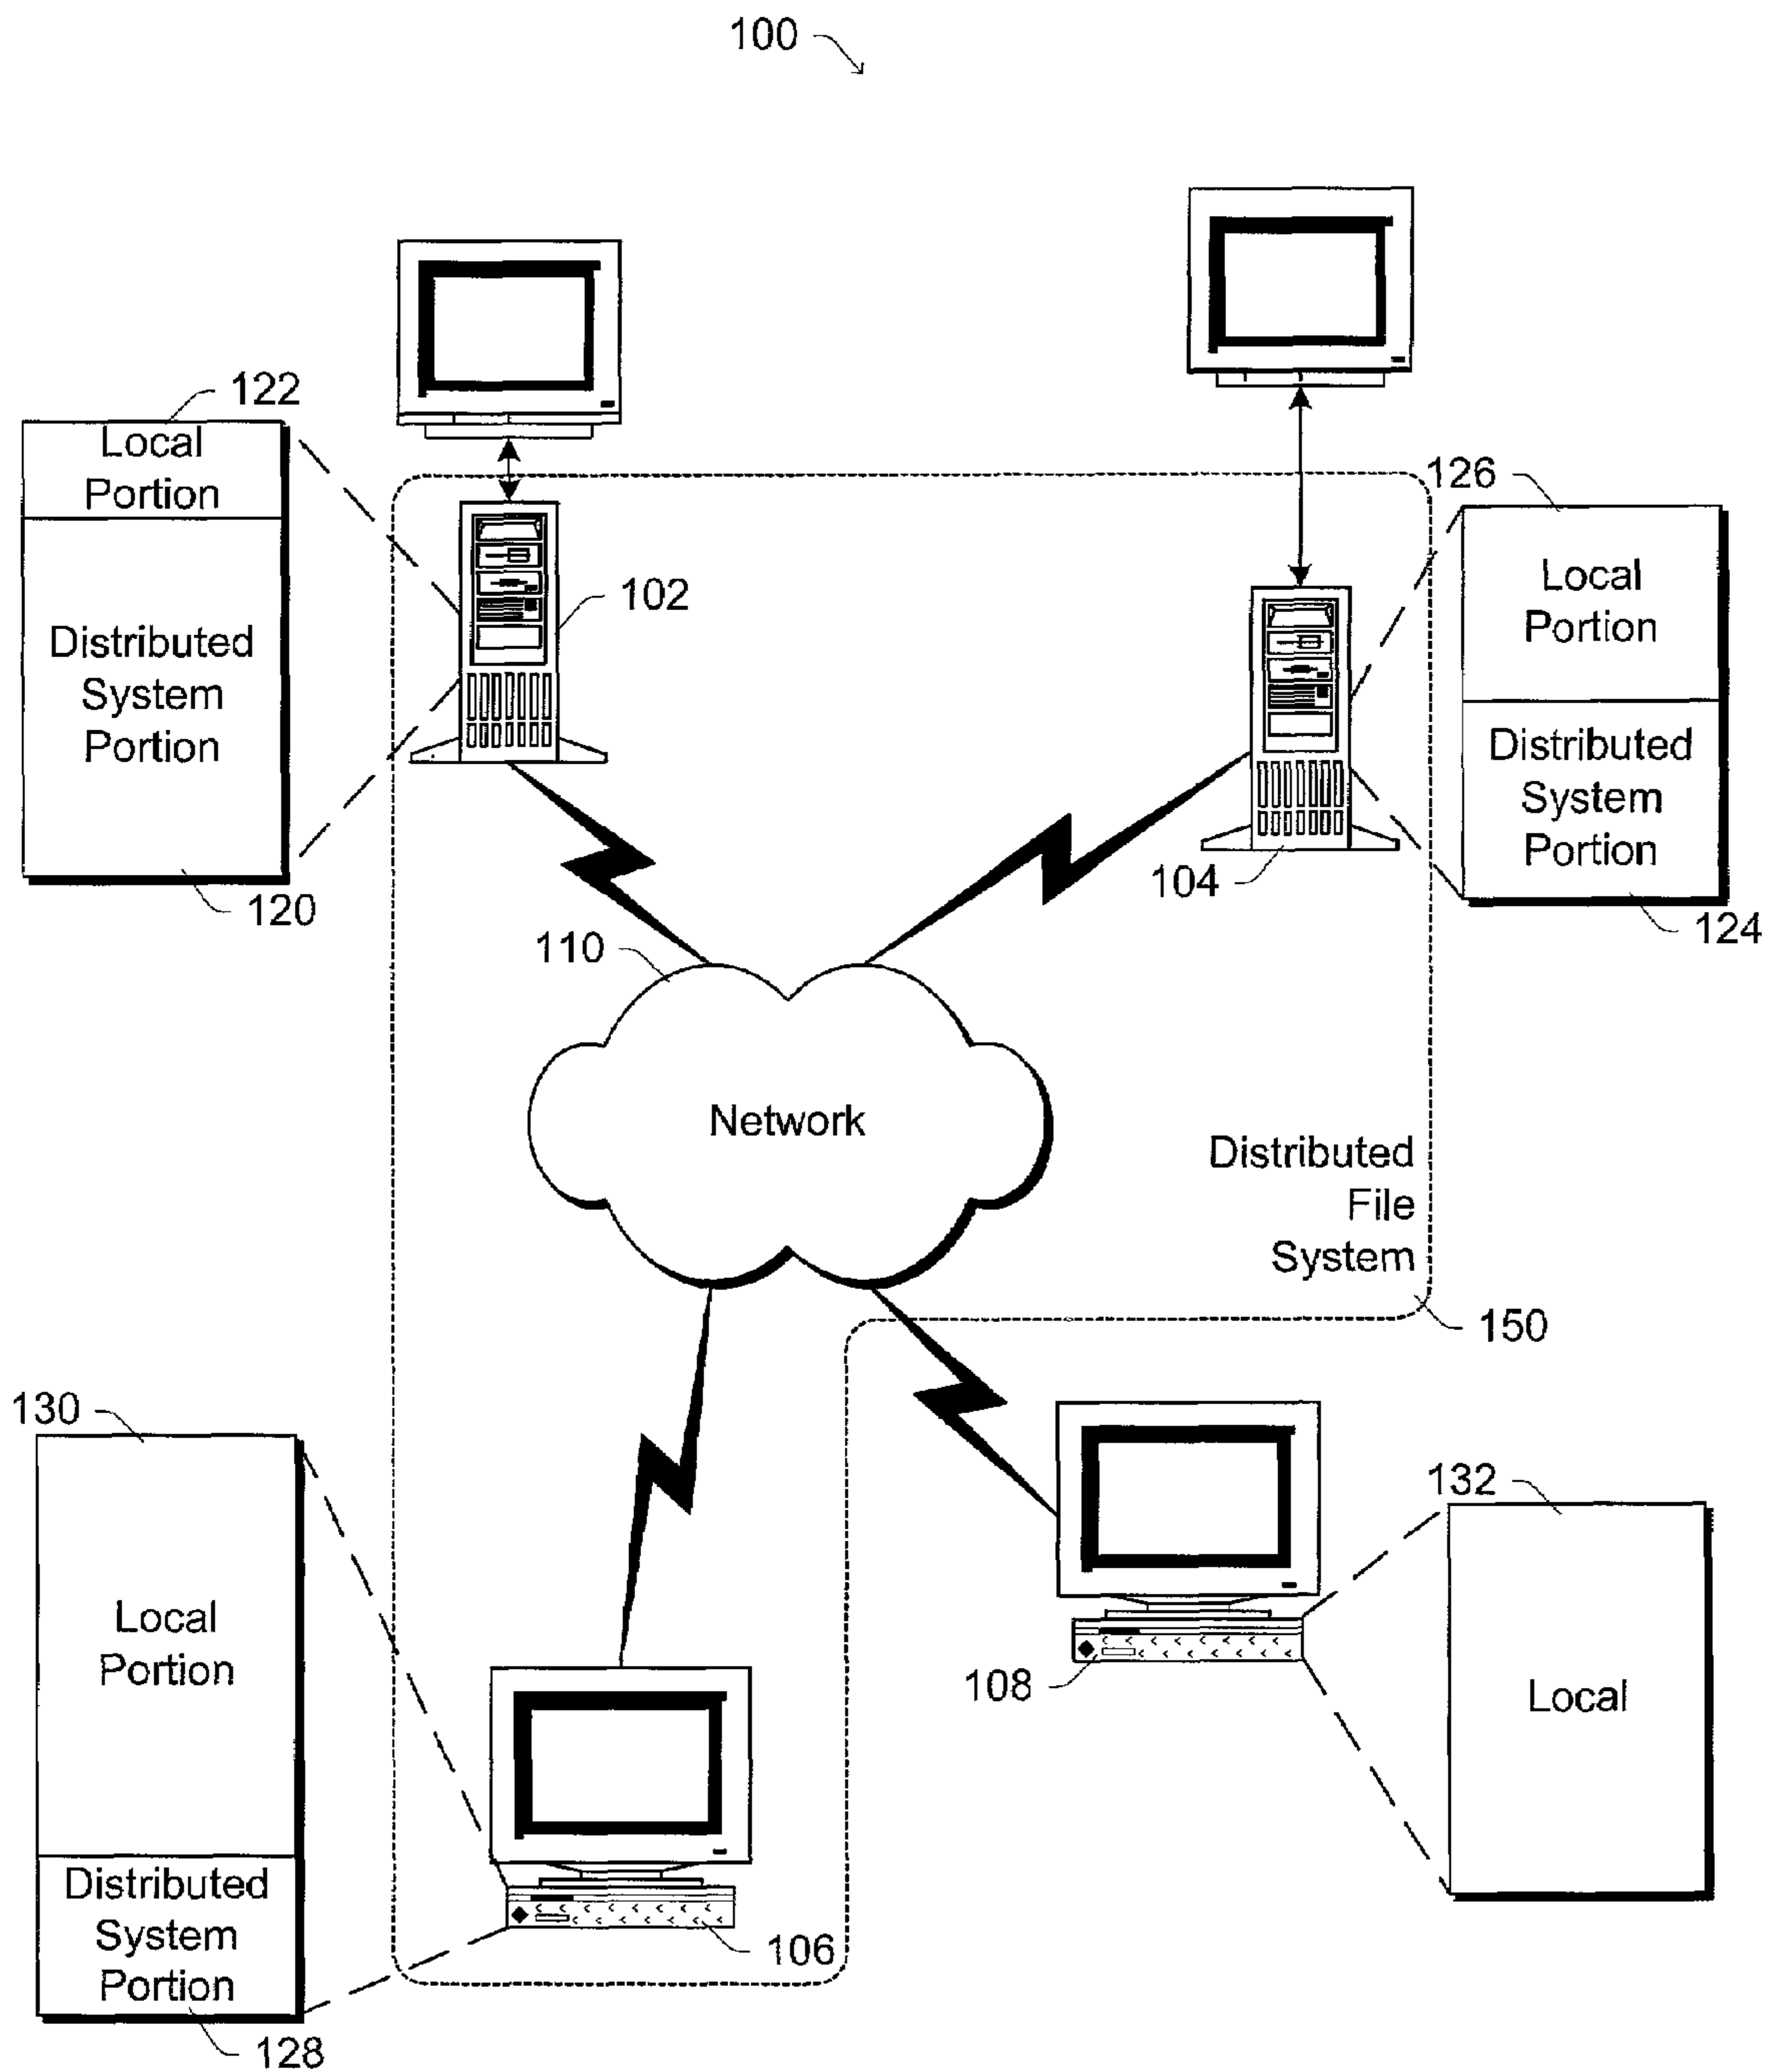 100
122
Local
Portion
Distributed
System
Portion
120
102
126
Local
Portion
Distributed
System
Portion
104
124
110
Network
Distributed
File
System
150
130
Local
Portion
Distributed
System
Portion
128
106
108
132
Local